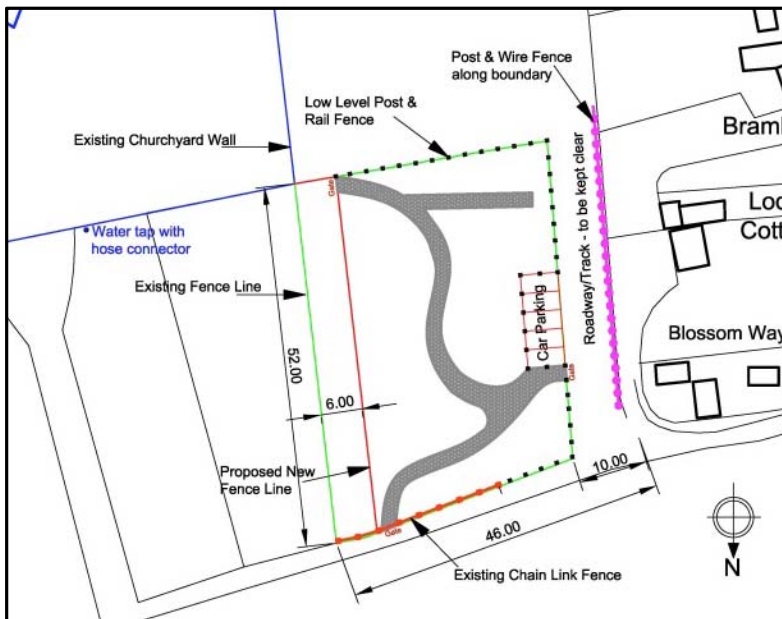 Post & Wire Fence
along boundary
Low Level Post &
Rail Fence
Existing Churchyard Wall
Gate
Water tap with
hose connector
Existing Fence Line
52.00
6.00
Proposed New
Fence Line
Car Parking
Roadway/Track - to be kept clear
Gate
Gate
Existing Chain Link Fence
10.00
46.00
Braml
Loc
Cott
Blossom Way
N